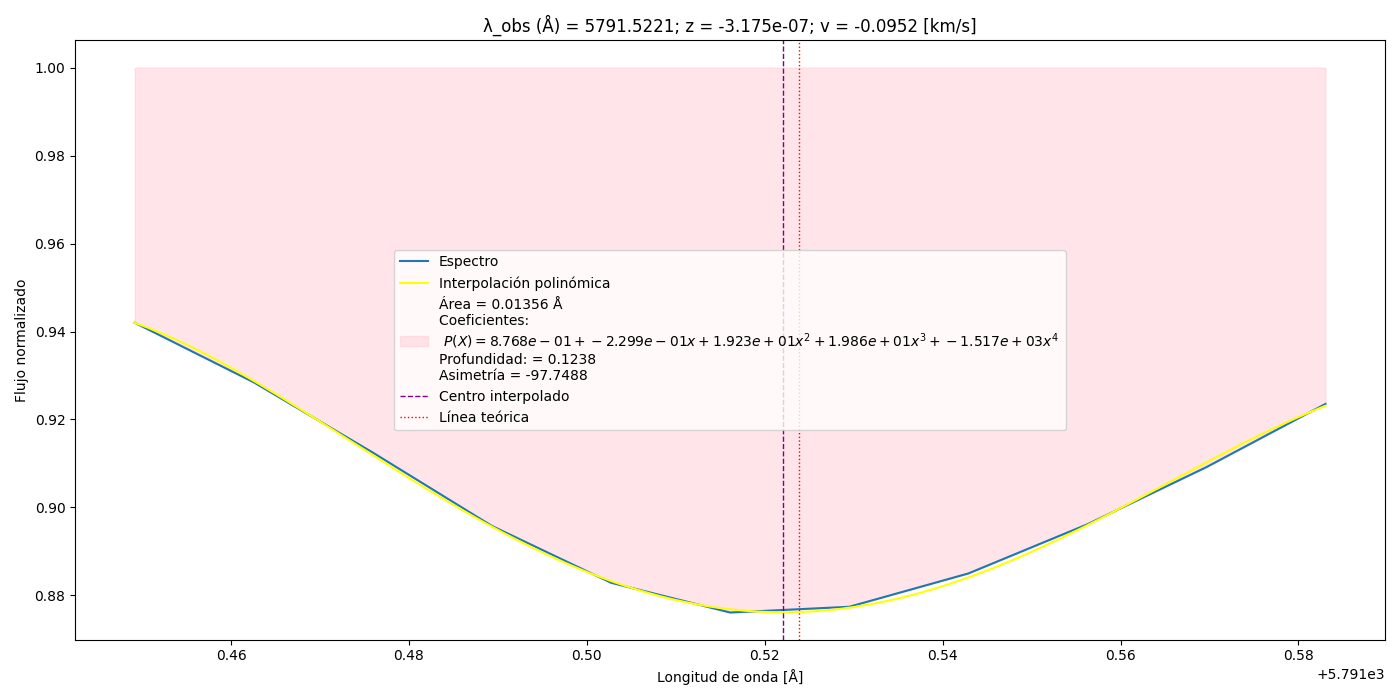 λ_obs (Å) = 5791.5221; z = -3.175e-07; v = -0.0952 [km/s]
Flujo normalizado
1.00
0.98
0.96
0.94
0.92
0.90
0.88
Espectro
Interpolación polinómica
Área = 0.01356 Å
Coeficientes:
P(X) = 8.768e − 01 + −2.299e − 01x + 1.923e + 01x² + 1.986e + 01x³ + −1.517e + 03x⁴
Profundidad: = 0.1238
Asimetría = -97.7488
Centro interpolado
Línea teórica
0.46 0.48 0.50 0.52 0.54 0.56 0.58
+5.791e3
Longitud de onda [Å]